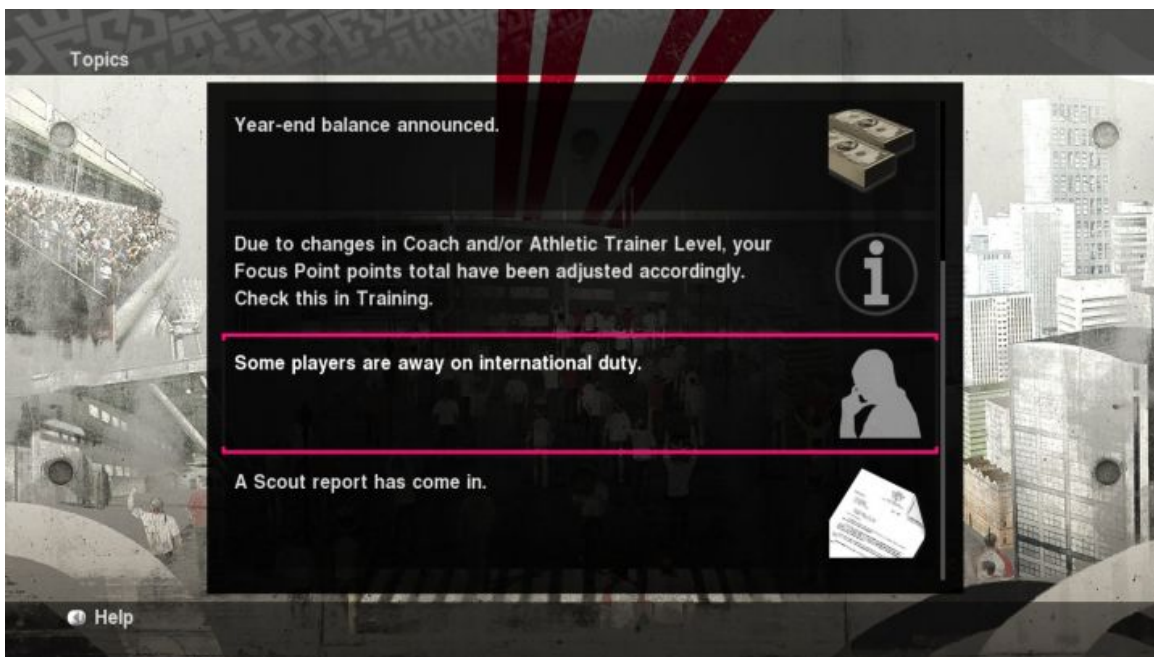 Topics
Year-end balance announced.
Due to changes in Coach and/or Athletic Trainer Level, your
Focus Point points total have been adjusted accordingly.
Check this in Training.
Some players are away on international duty.
A Scout report has come in.
Help